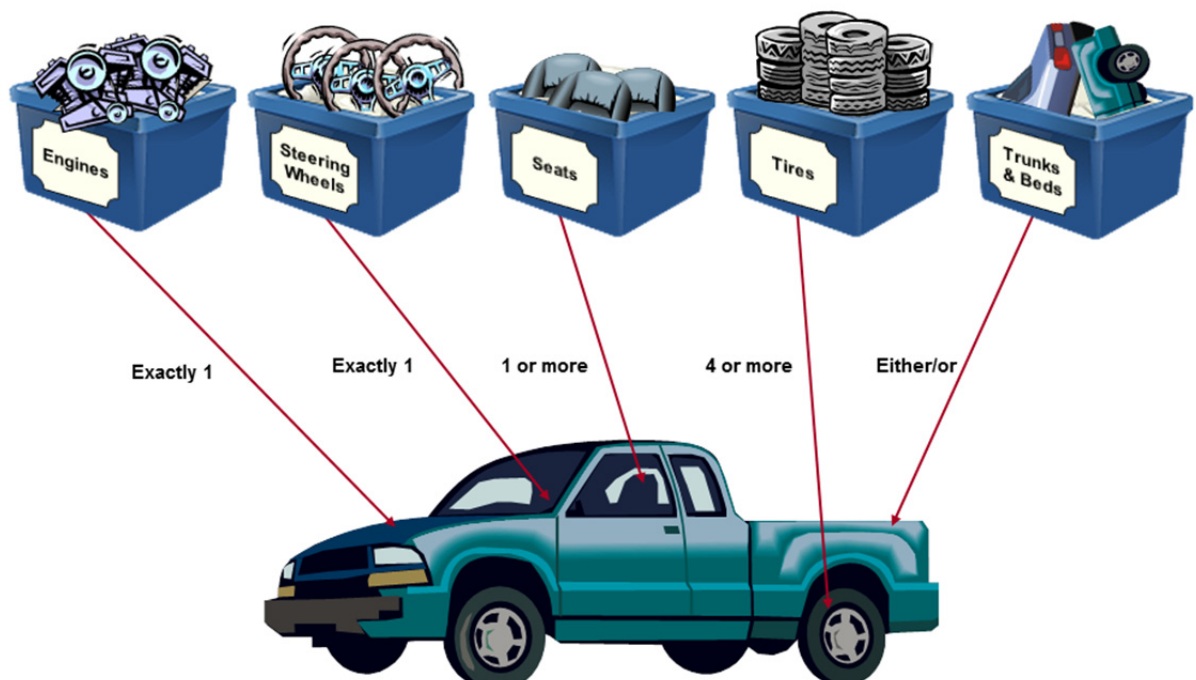 Engines
Steering
Wheels
Seats
Tires
Trunks
& Beds
Exactly 1
Exactly 1
1 or more
4 or more
Either/or